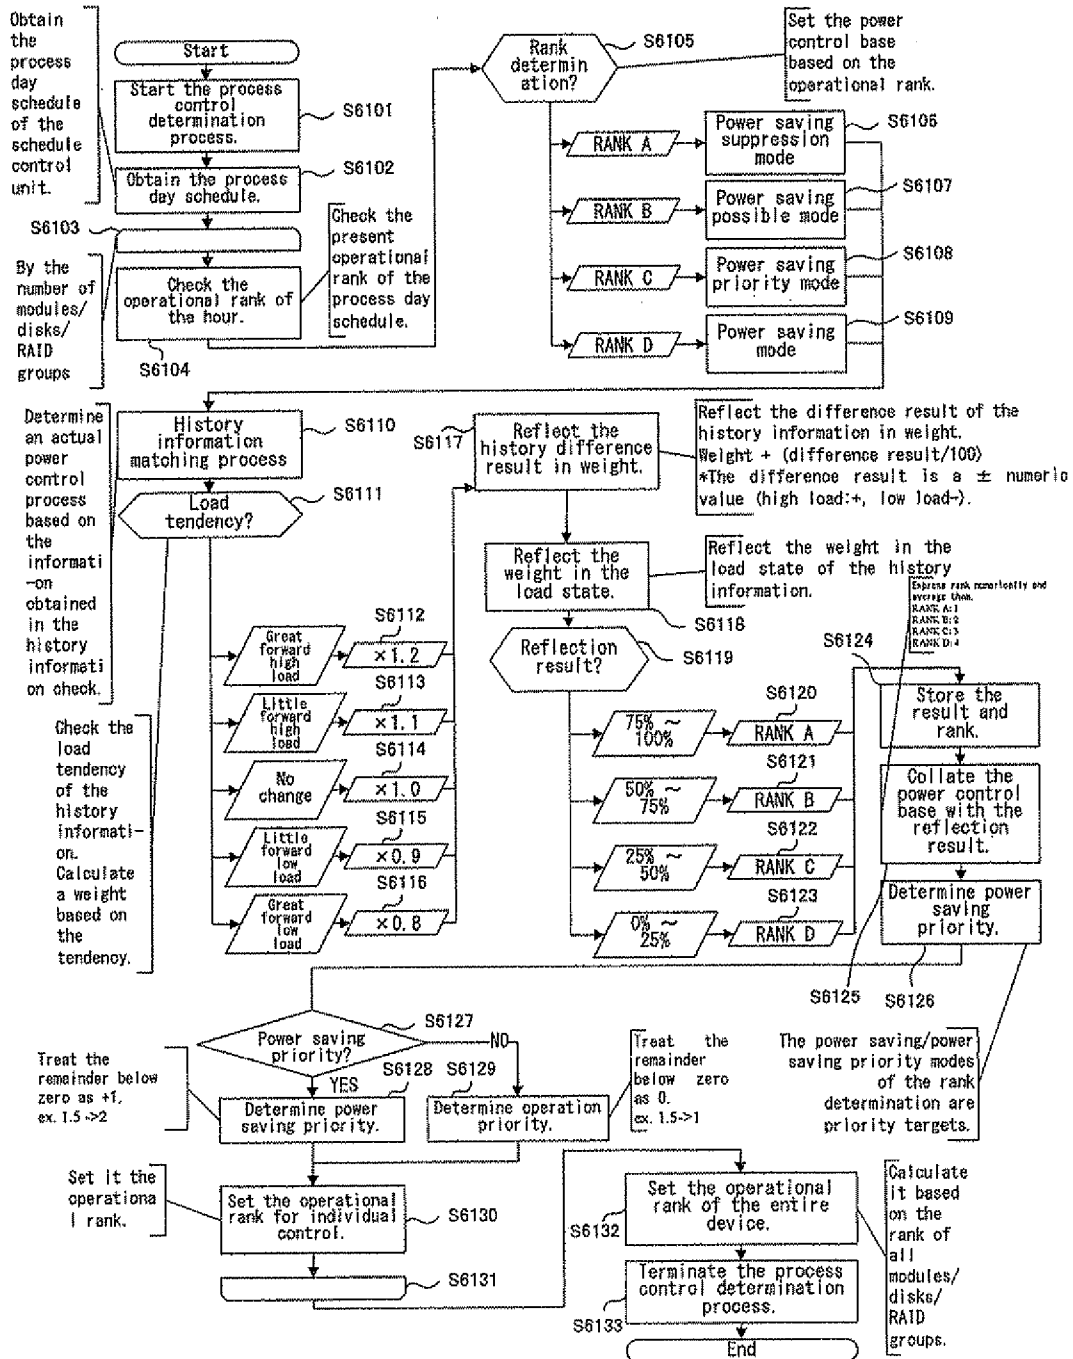 Obtain
the
process
day
schedule
of the
schedule
control
unit.
Start
Start the process
control
determination
process.
S6101
Obtain the process
day schedule.
S6102
S6103
By the
number of
modules/
disks/
RAID
groups
Check the
operational rank of
the hour.
S6104
Check the
present
operational
rank of the
process day
schedule.
Rank
determin
ation?
S6105
Set the power
control base
based on the
operational rank.
RANK A
Power saving
suppression
mode
S6106
RANK B
Power saving
possible mode
S6107
RANK C
Power saving
priority mode
S6108
RANK D
Power saving
mode
S6109
Determine
an actual
power
control
process
based on
the
informati
-on
obtained
in the
history
informati
on check.
History
information
matching process
S6110
Load
tendency?
S6111
Check the
load
tendency
of the
history
informati-
on.
Calculate
a weight
based on
the
tendency.
Great
forward
high
load
S6112
×1.2
Little
forward
high
load
S6113
×1.1
No
change
S6114
×1.0
Little
forward
low
load
S6115
×0.9
Great
forward
low
load
S6116
×0.8
S6117
Reflect the
history difference
result in weight.
Reflect the difference result of the
history information in weight.
Weight + (difference result/100)
*The difference result is a ± numeric
value (high load:+, low load-).
Reflect the
weight in the
load state.
S6118
Reflect the weight in the
load state of the history
information.
Reflection
result?
S6119
75% ~
100%
S6120
RANK A
50% ~
75%
S6121
RANK B
25% ~
50%
S6122
RANK C
0% ~
25%
S6123
RANK D
Express rank numerically and
average them.
RANK A:1
RANK B:2
RANK C:3
RANK D:4
S6124
Store the
result and
rank.
Collate the
power control
base with the
reflection
result.
S6125
Determine power
saving
priority.
S6126
The power saving/power
saving priority modes
of the rank
determination are
priority targets.
Power saving
priority?
S6127
YES
NO
Treat the
remainder below
zero as +1.
ex. 1.5->2
S6128
Determine power
saving priority.
S6129
Determine operation
priority.
Treat the
remainder
below zero
as 0.
ex. 1.5->1
Set it the
operationa
l rank.
Set the operational
rank for individual
control.
S6130
S6131
Set the operational
rank of the entire
device.
S6132
Calculate
it based
on the
rank of
all
modules/
disks/
RAID
groups.
Terminate the process
control determination
process.
S6133
End